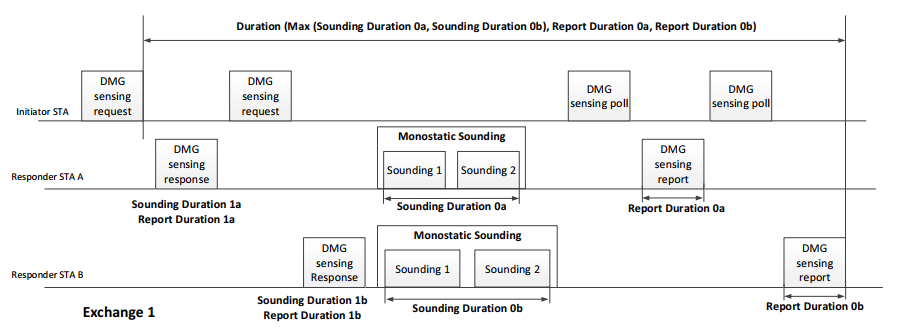 Duration (Max (Sounding Duration 0a, Sounding Duration 0b), Report Duration 0a, Report Duration 0b)
DMG
sensing
request
DMG
sensing
request
DMG
sensing poll
DMG
sensing poll
Initiator STA
Monostatic Sounding
DMG
sensing
response
Sounding 1
Sounding 2
DMG
sensing
report
Responder STA A
Sounding Duration 1a
Report Duration 1a
Sounding Duration 0a
Report Duration 0a
Monostatic Sounding
DMG
sensing
Response
Sounding 1
Sounding 2
DMG
sensing
report
Responder STA B
Sounding Duration 1b
Report Duration 1b
Sounding Duration 0b
Report Duration 0b
Exchange 1